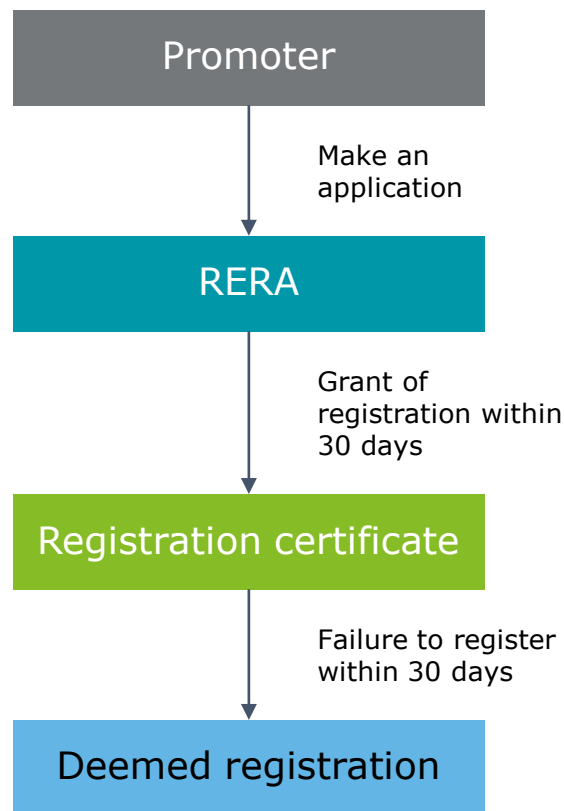 Promoter
Make an
application
RERA
Grant of
registration within
30 days
Registration certificate
Failure to register
within 30 days
Deemed registration